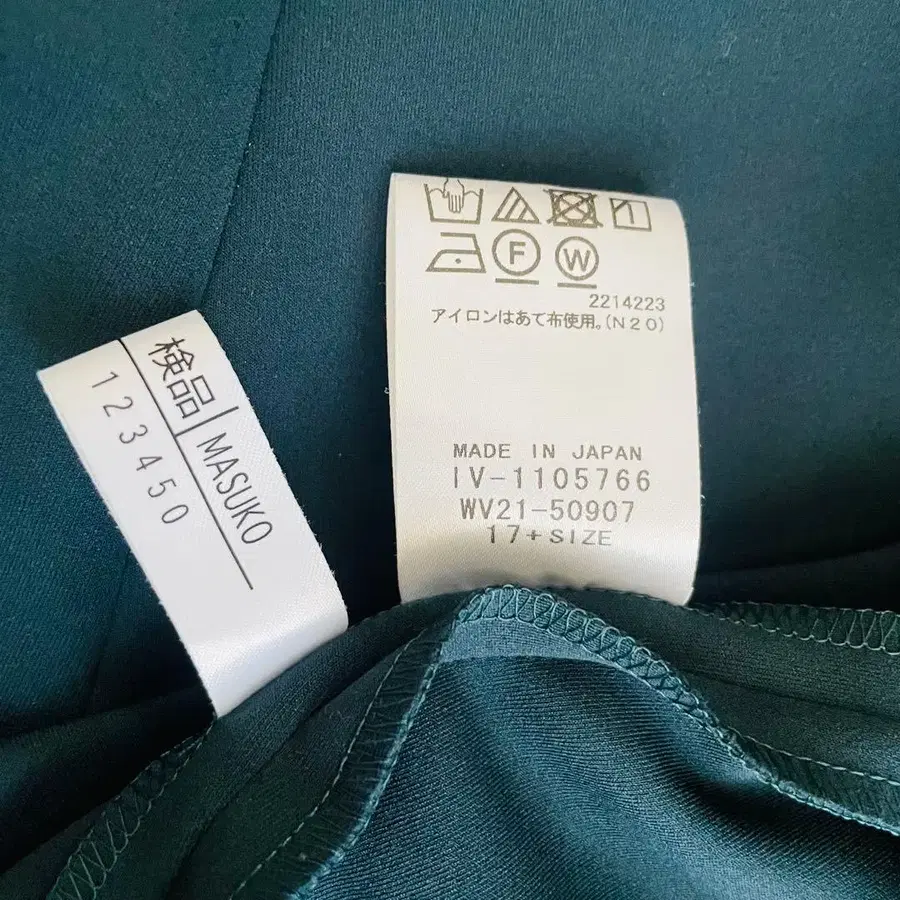 検品 MASUKO
123450
F W
2214223
アイロンはあて布使用。(N20)
MADE IN JAPAN
IV-1105766
WV21-50907
17+SIZE